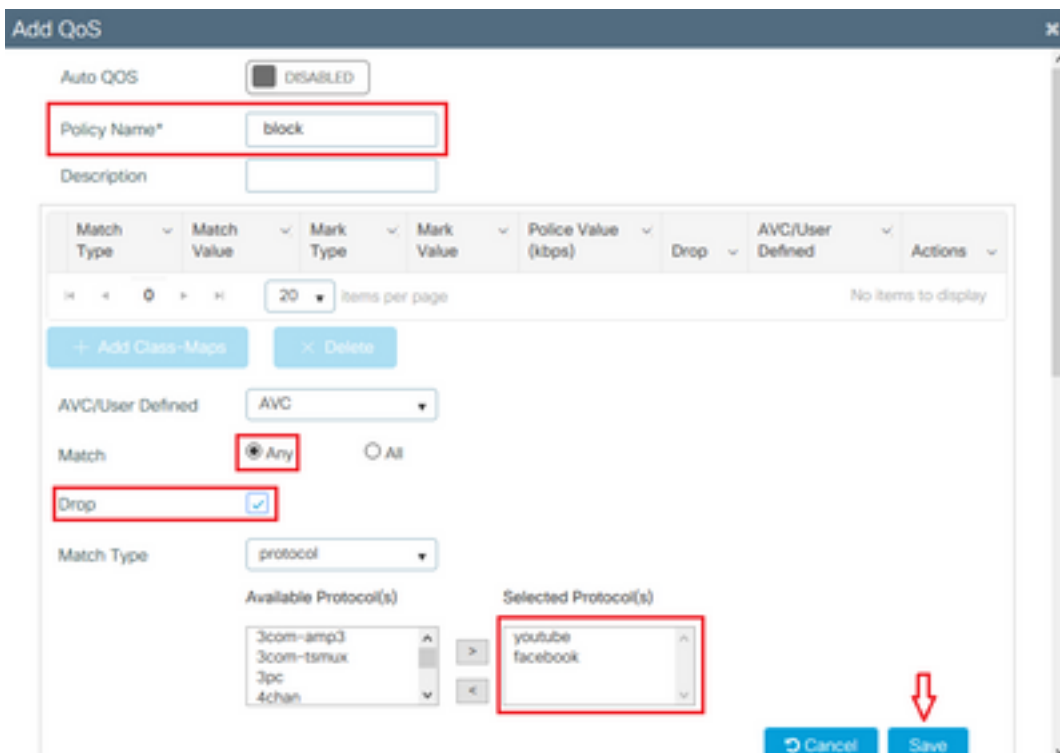 Add QoS
Auto QOS DISABLED
Policy Name* block
Description
Match Type Match Value Mark Type Mark Value Police Value (kbps) Drop AVC/User Defined Actions
0 20 items per page No items to display
+ Add Class-Maps × Delete
AVC/User Defined AVC
Match Any All
Drop
Match Type protocol
Available Protocol(s) Selected Protocol(s)
3com-amp3 youtube
3com-tsmux facebook
3pc
4chan
Cancel Save